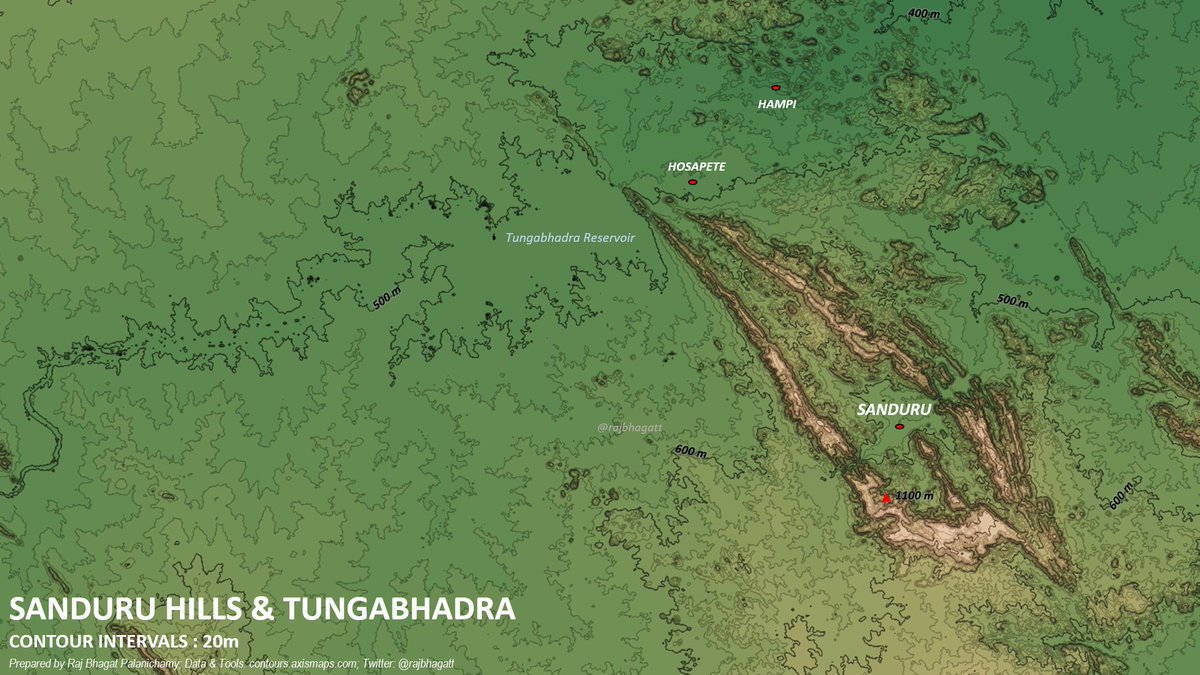 400 m
HAMPI
HOSAPETE
Tungabhadra Reservoir
500 m
500 m
SANDURU
@rajbhagatt
600 m
1100 m
600 m
SANDURU HILLS & TUNGABHADRA
CONTOUR INTERVALS : 20m
Prepared by Raj Bhagat Palanichamy; Data & Tools: contours.axismaps.com; Twitter: @rajbhagatt